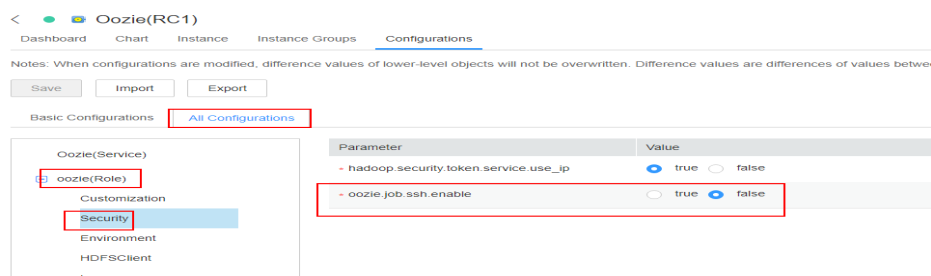 < Oozie(RC1)
Dashboard Chart Instance Instance Groups Configurations
Notes: When configurations are modified, difference values of lower-level objects will not be overwritten. Difference values are differences of values
Save Import Export
Basic Configurations All Configurations
Oozie(Service)
oozie(Role)
Customization
Security
Environment
HDFSClient
Parameter Value
* hadoop.security.token.service.use_ip true false
* oozie.job.ssh.enable true false